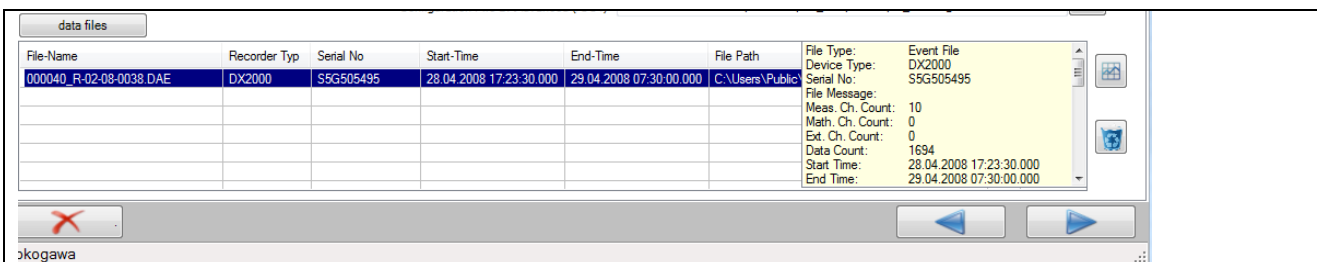 data files
File-Name Recorder Typ Serial No Start-Time End-Time File Path
000040_R-02-08-0038.DAE DX2000 S5G505495 28.04.2008 17:23:30.000 29.04.2008 07:30:00.000 C:\Users\Public\
File Type: Event File
Device Type: DX2000
Serial No: S5G505495
File Message:
Meas. Ch. Count: 10
Math. Ch. Count: 0
Ext. Ch. Count: 0
Data Count: 1694
Start Time: 28.04.2008 17:23:30.000
End Time: 29.04.2008 07:30:00.000
okogawa